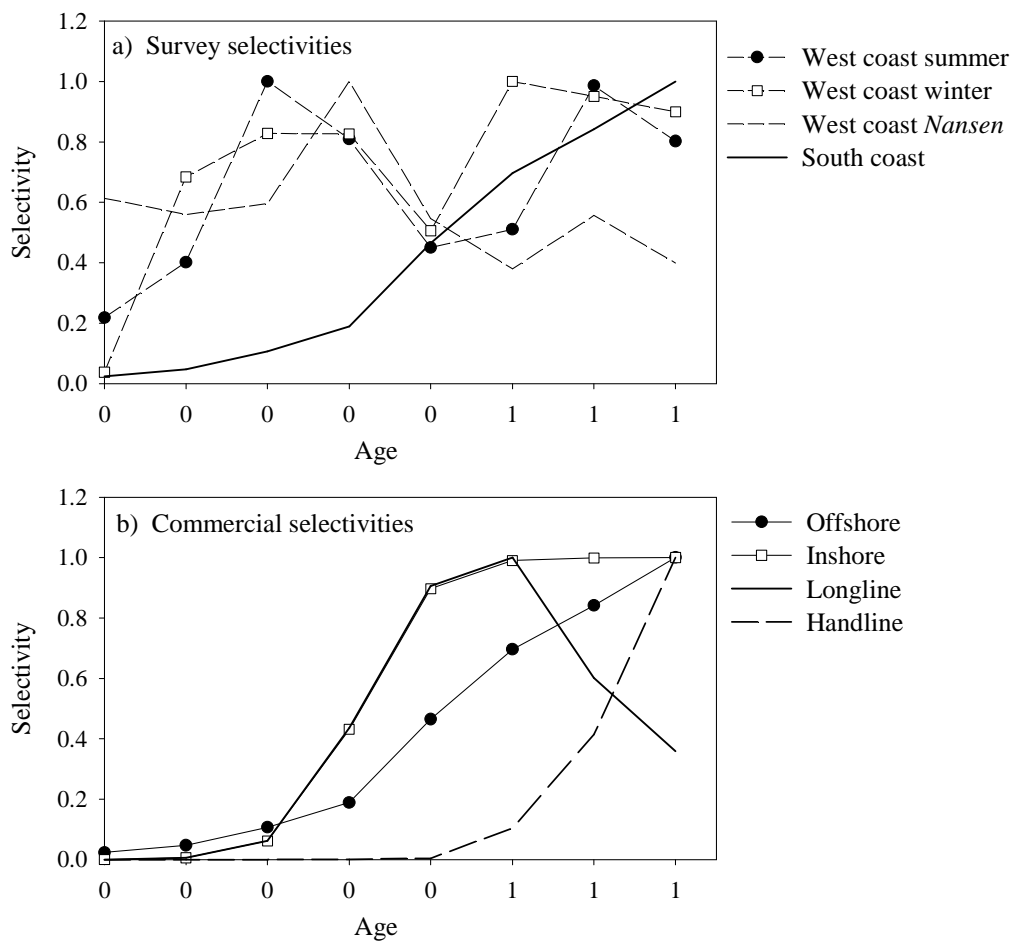 a) Survey selectivities
1.2
1.0
0.8
0.6
0.4
0.2
0.0
Selectivity
0 0 0 0 0 1 1 1
Age
West coast summer
West coast winter
West coast Nansen
South coast
b) Commercial selectivities
1.2
1.0
0.8
0.6
0.4
0.2
0.0
Selectivity
0 0 0 0 0 1 1 1
Age
Offshore
Inshore
Longline
Handline